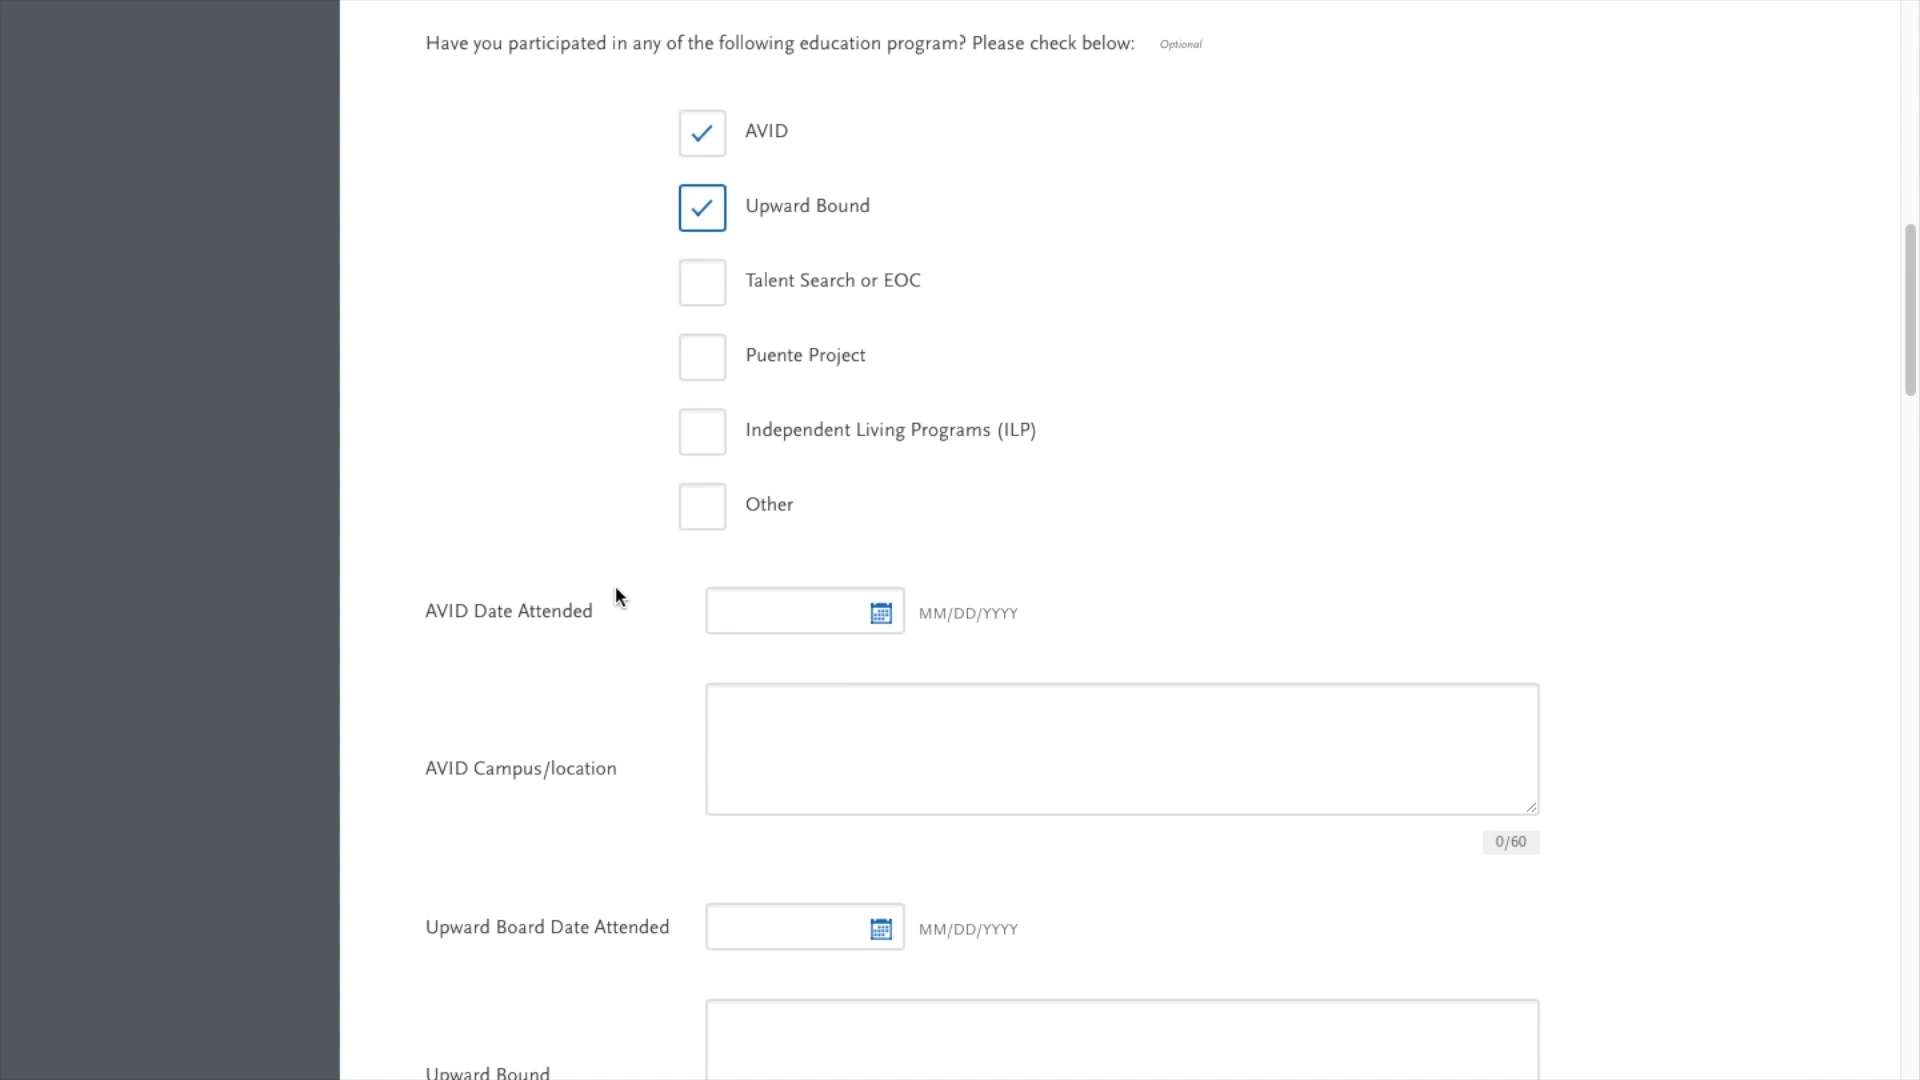 Have you participated in any of the following education program? Please check below: Optional
AVID
Upward Bound
Talent Search or EOC
Puente Project
Independent Living Programs (ILP)
Other
AVID Date Attended MM/DD/YYYY
AVID Campus/location
0/60
Upward Board Date Attended MM/DD/YYYY
Upward Bound